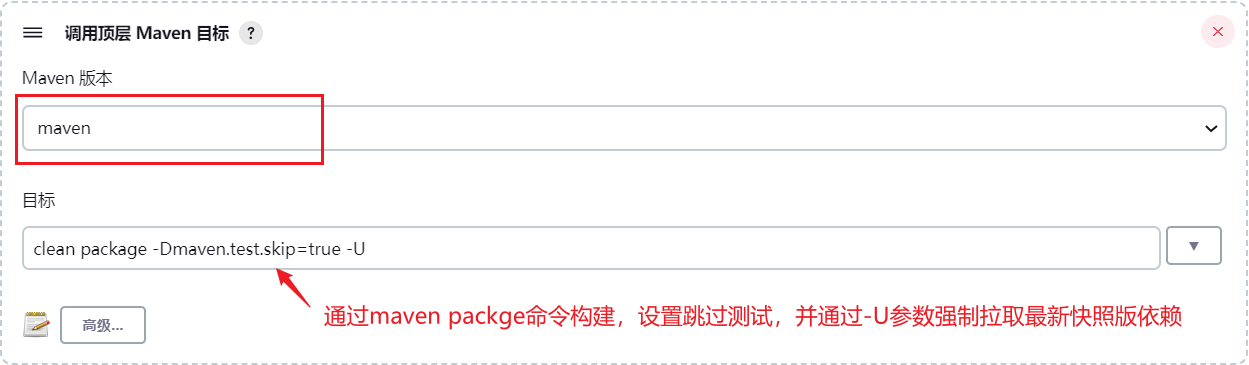 调用顶层 Maven 目标 ?
Maven 版本
maven
目标
clean package -Dmaven.test.skip=true -U
通过maven packge命令构建，设置跳过测试，并通过-U参数强制拉取最新快照版依赖
高级...